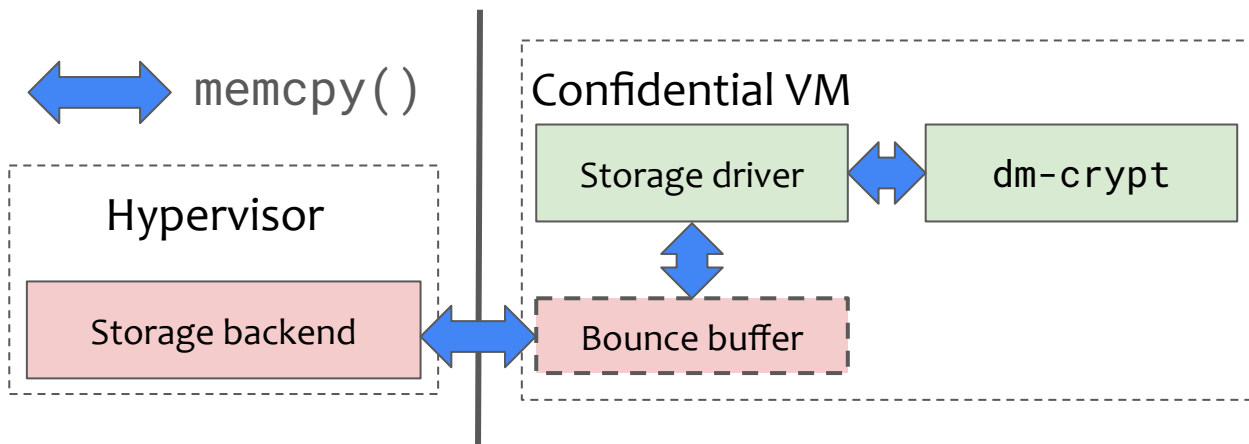 memcpy()
Hypervisor
Storage backend
Confidential VM
Storage driver
dm-crypt
Bounce buffer